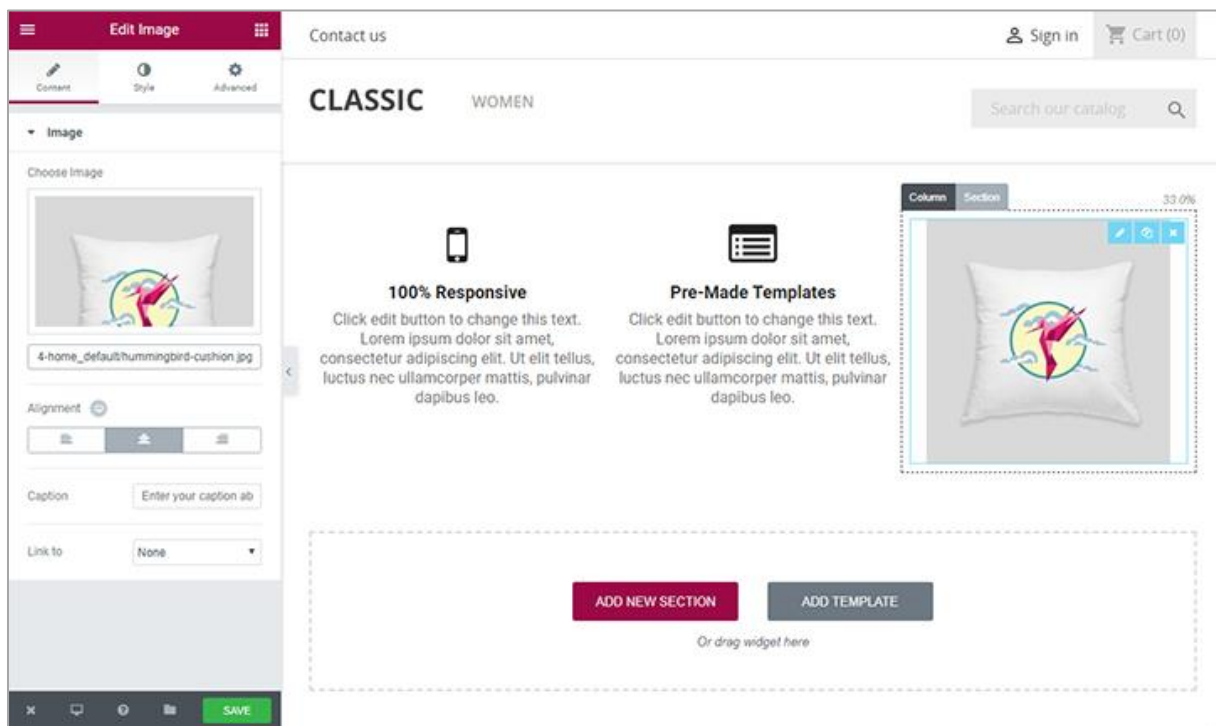 Edit Image
Content
Style
Advanced
Image
Choose Image
4-home_default/hummingbird-cushion.jpg
Alignment
Caption
Enter your caption ab
Link to
None
SAVE
Contact us
Sign in
Cart (0)
CLASSIC
WOMEN
Search our catalog
Column
Section
33.0%
100% Responsive
Click edit button to change this text.
Lorem ipsum dolor sit amet,
consectetur adipiscing elit. Ut elit tellus,
luctus nec ullamcorper mattis, pulvinar
dapibus leo.
Pre-Made Templates
Click edit button to change this text.
Lorem ipsum dolor sit amet,
consectetur adipiscing elit. Ut elit tellus,
luctus nec ullamcorper mattis, pulvinar
dapibus leo.
ADD NEW SECTION
ADD TEMPLATE
Or drag widget here